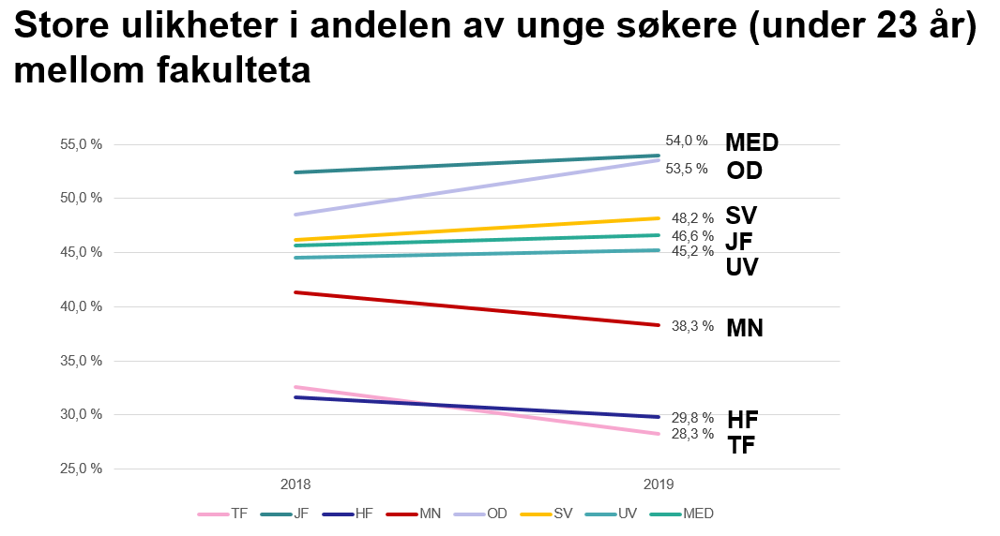 Store ulikheter i andelen av unge søkere (under 23 år)
mellom fakulteta
55,0 %
50,0 %
45,0 %
40,0 %
35,0 %
30,0 %
25,0 %
54,0 % MED
53,5 % OD
48,2 % SV
46,6 % JF
45,2 % UV
38,3 % MN
29,8 % HF
28,3 % TF
2018 2019
TF JF HF MN OD SV UV MED